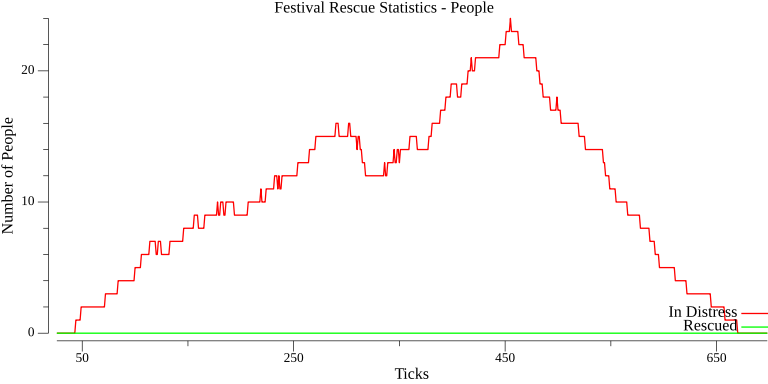 Festival Rescue Statistics - People
Number of People
20
10
0
In Distress
Rescued
50
250
450
650
Ticks